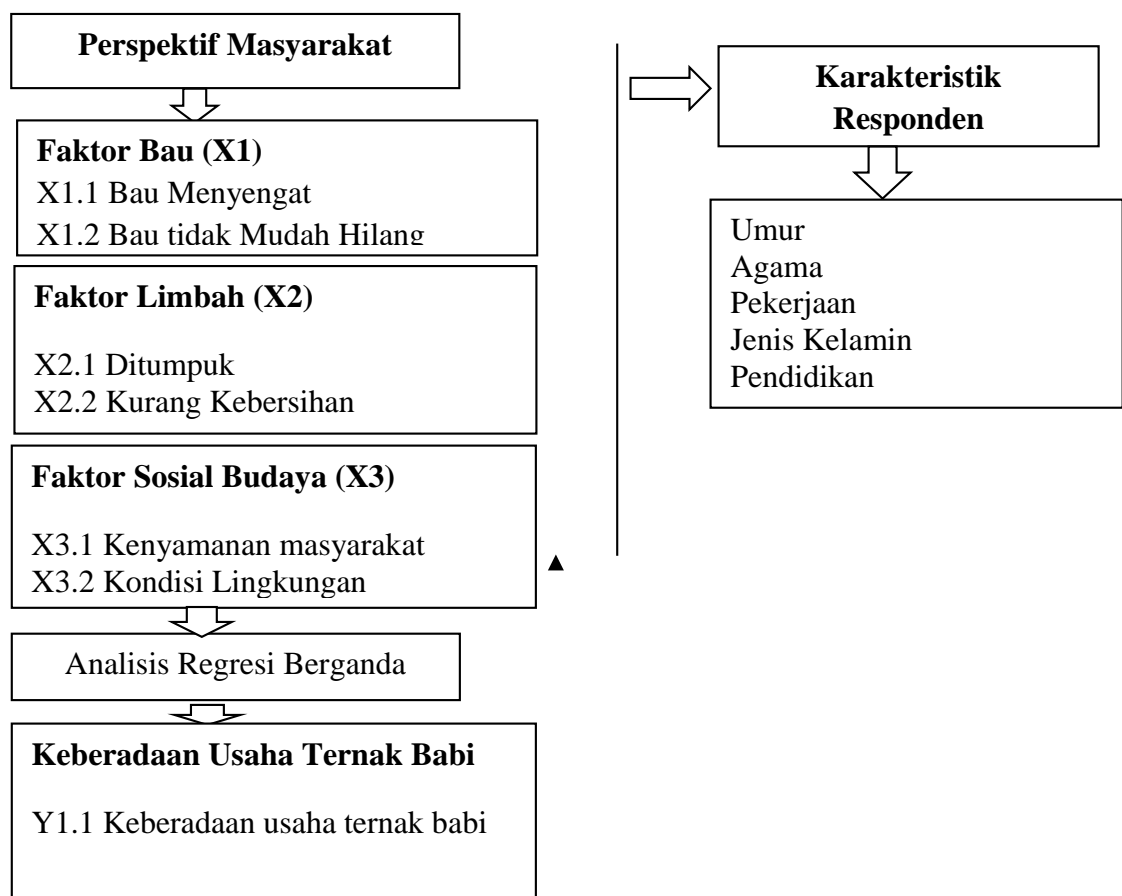 Perspektif Masyarakat
Faktor Bau (X1)
X1.1 Bau Menyengat
X1.2 Bau tidak Mudah Hilang
Faktor Limbah (X2)
X2.1 Ditumpuk
X2.2 Kurang Kebersihan
Faktor Sosial Budaya (X3)
X3.1 Kenyamanan masyarakat
X3.2 Kondisi Lingkungan
Analisis Regresi Berganda
Keberadaan Usaha Ternak Babi
Y1.1 Keberadaan usaha ternak babi
Karakteristik
Responden
Umur
Agama
Pekerjaan
Jenis Kelamin
Pendidikan